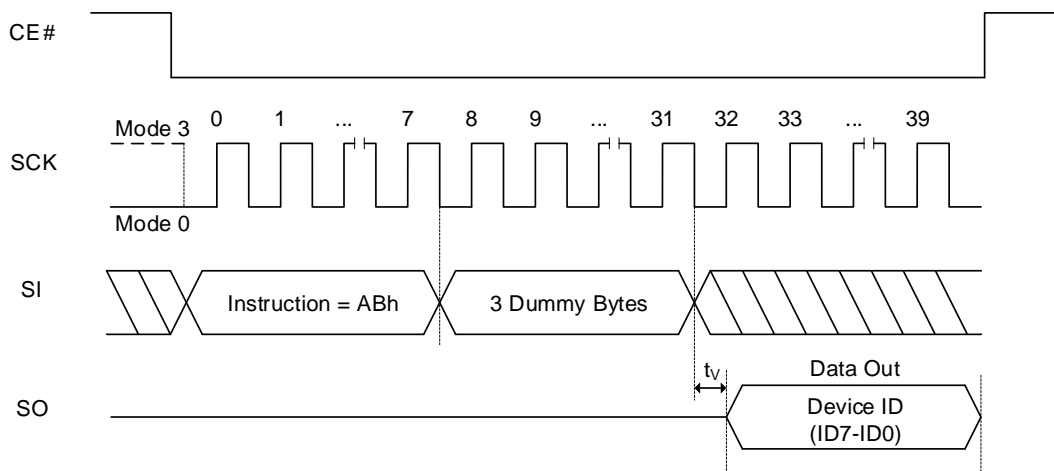 CE#
0 1 ... 7 8 9 ... 31 32 33 ... 39
Mode 3
SCK
Mode 0
SI
Instruction = ABh
3 Dummy Bytes
tV
Data Out
SO
Device ID
(ID7-ID0)